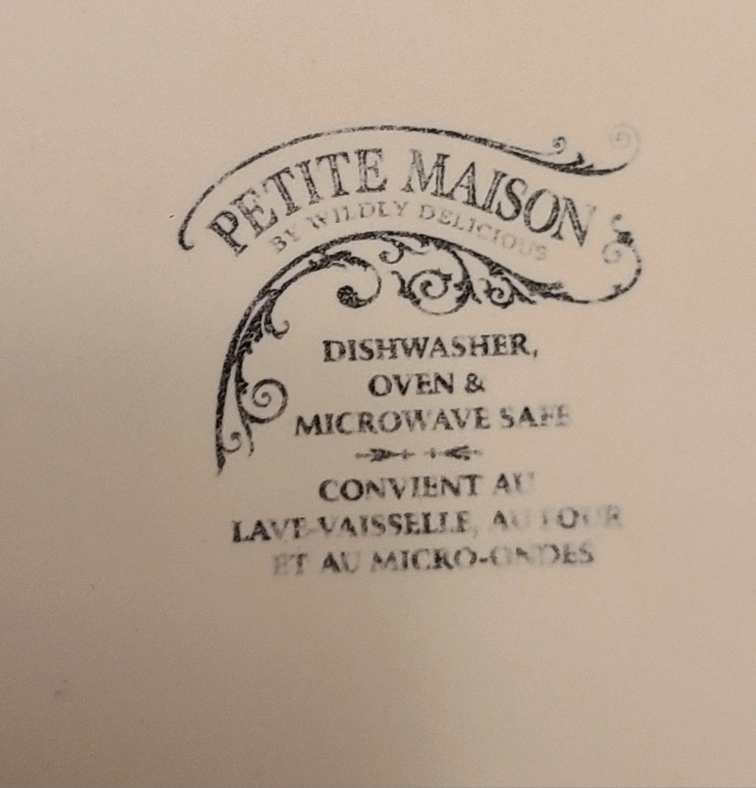 PETITE MAISON
BY WILDLY DELICIOUS
DISHWASHER,
OVEN &
MICROWAVE SAFE
CONVIENT AU
LAVE-VAISSELLE, AU FOUR
ET AU MICRO-ONDES